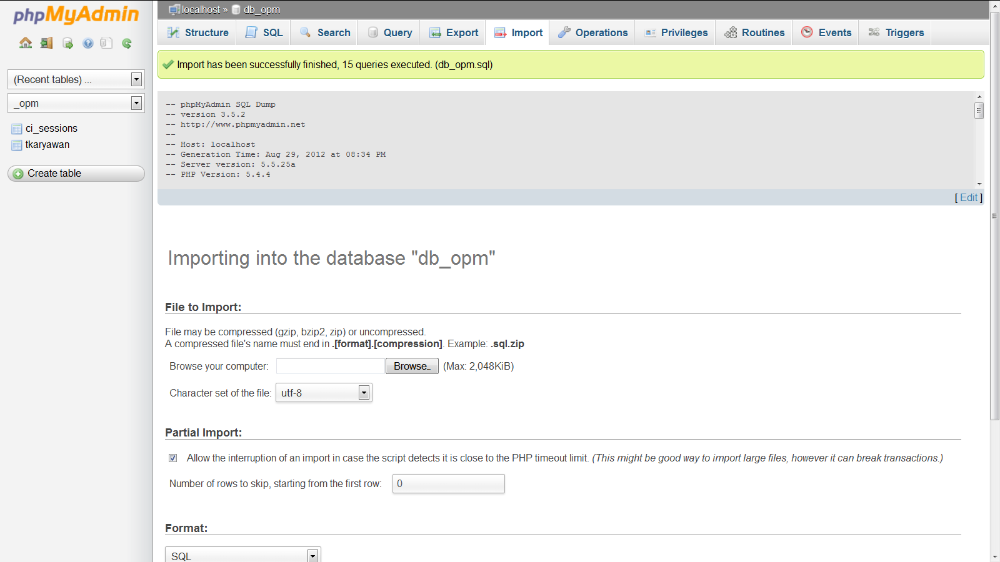 phpMyAdmin
(Recent tables) ...
_opm
ci_sessions
tkaryawan
Create table
localhost » db_opm
Structure SQL Search Query Export Import Operations Privileges Routines Events Triggers
Import has been successfully finished, 15 queries executed. (db_opm.sql)
-- phpMyAdmin SQL Dump
-- version 3.5.2
-- http://www.phpmyadmin.net
--
-- Host: localhost
-- Generation Time: Aug 29, 2012 at 08:34 PM
-- Server version: 5.5.25a
-- PHP Version: 5.4.4
[ Edit ]
Importing into the database "db_opm"
File to Import:
File may be compressed (gzip, bzip2, zip) or uncompressed.
A compressed file's name must end in .[format].[compression]. Example: .sql.zip
Browse your computer: Browse.. (Max: 2,048KiB)
Character set of the file: utf-8
Partial Import:
Allow the interruption of an import in case the script detects it is close to the PHP timeout limit. (This might be good way to import large files, however it can break transactions.)
Number of rows to skip, starting from the first row: 0
Format:
SQL